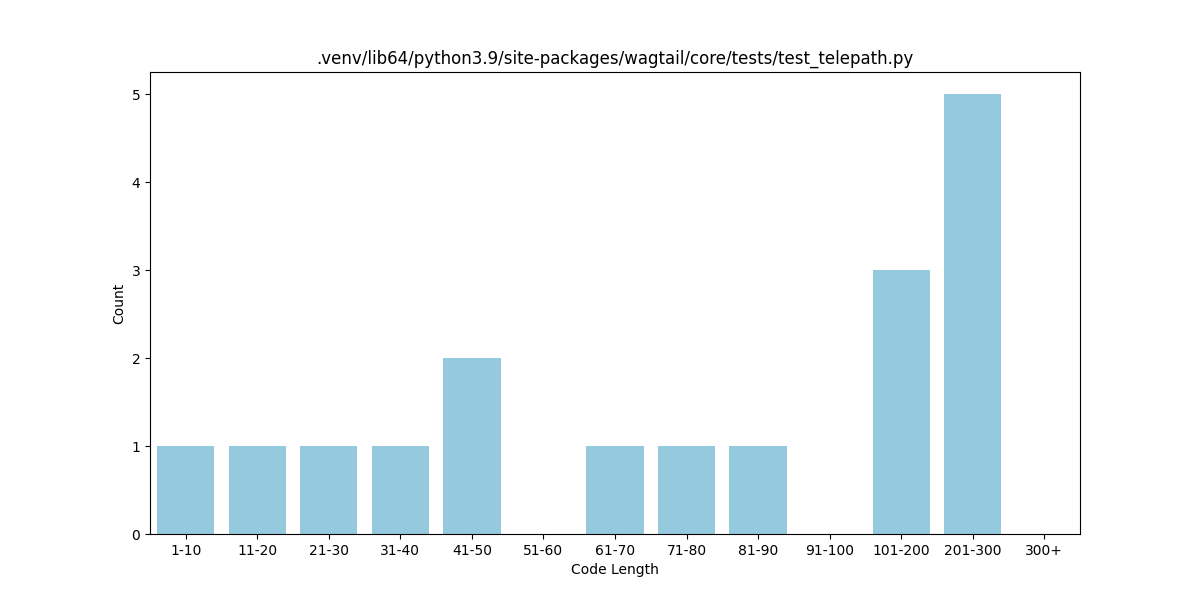 .venv/lib64/python3.9/site-packages/wagtail/core/tests/test_telepath.py
5
4
3
2
1
0
Count
1-10 11-20 21-30 31-40 41-50 51-60 61-70 71-80 81-90 91-100 101-200 201-300 300+
Code Length